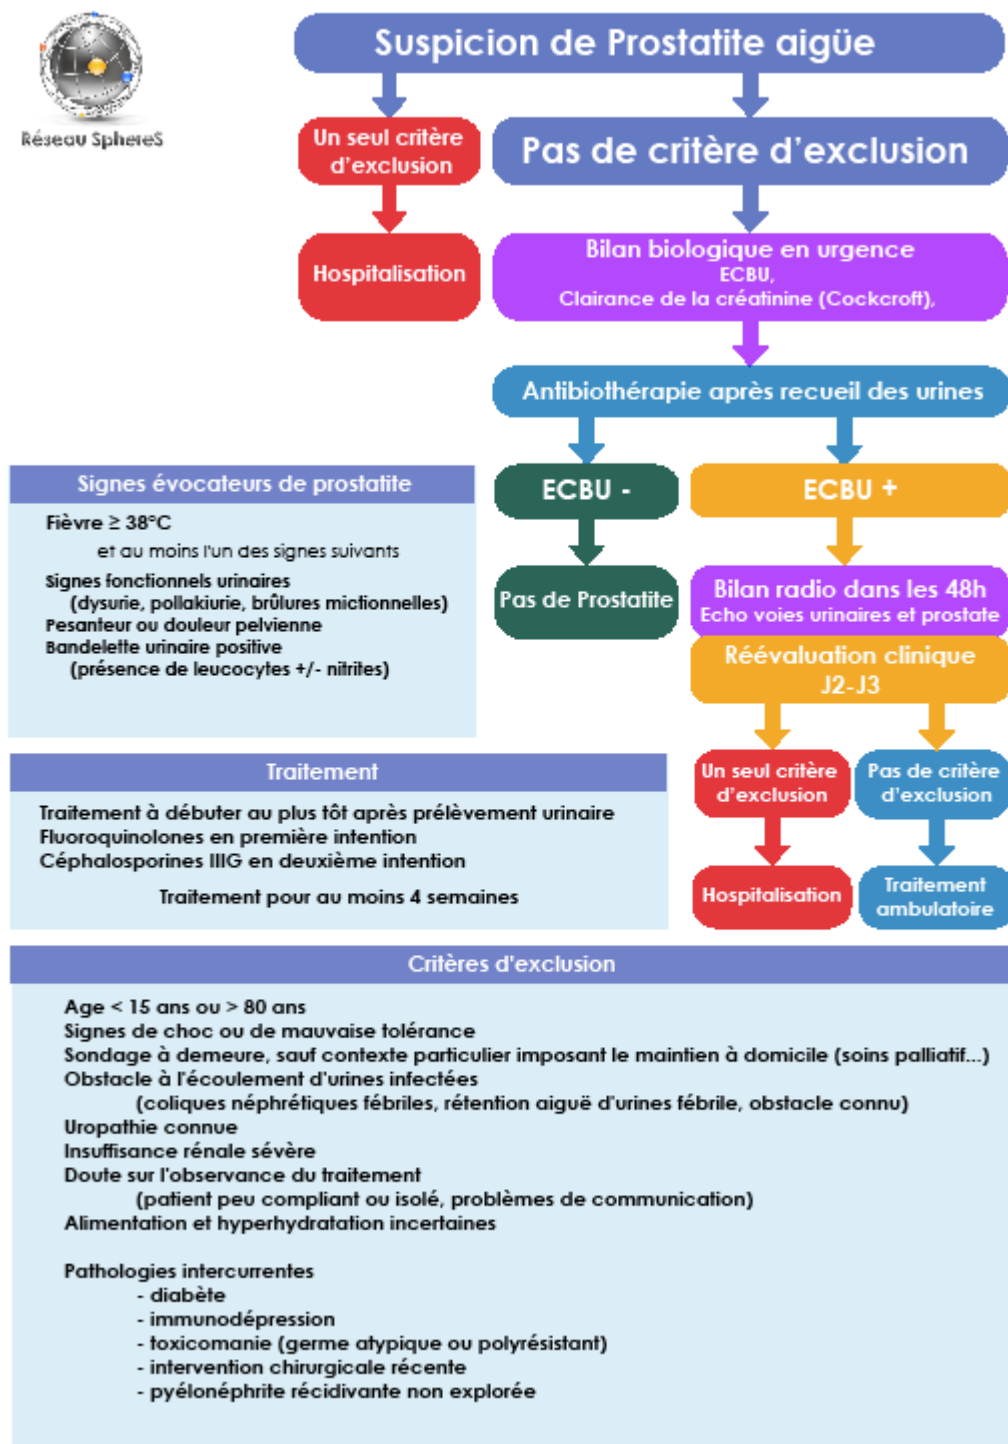 Réseau SphereS
Suspicion de Prostatite aigüe
Un seul critère
d'exclusion
Pas de critère d'exclusion
Hospitalisation
Bilan biologique en urgence
ECBU,
Clairance de la créatinine (Cockcroft),
Antibiothérapie après recueil des urines
ECBU -
ECBU +
Pas de Prostatite
Bilan radio dans les 48h
Echo voies urinaires et prostate
Réévaluation clinique
J2-J3
Un seul critère
d'exclusion
Pas de critère
d'exclusion
Hospitalisation
Traitement
ambulatoire
Signes évocateurs de prostatite
Fièvre ≥ 38°C
et au moins l'un des signes suivants
Signes fonctionnels urinaires
(dysurie, pollakiurie, brûlures mictionnelles)
Pesanteur ou douleur pelvienne
Bandelette urinaire positive
(présence de leucocytes +/- nitrites)
Traitement
Traitement à débuter au plus tôt après prélèvement urinaire
Fluoroquinolones en première intention
Céphalosporines IIIG en deuxième intention
Traitement pour au moins 4 semaines
Critères d'exclusion
Age < 15 ans ou > 80 ans
Signes de choc ou de mauvaise tolérance
Sondage à demeure, sauf contexte particulier imposant le maintien à domicile (soins palliatif...)
Obstacle à l'écoulement d'urines infectées
(coliques néphrétiques fébriles, rétention aiguë d'urines fébrile, obstacle connu)
Uropathie connue
Insuffisance rénale sévère
Doute sur l'observance du traitement
(patient peu compliant ou isolé, problèmes de communication)
Alimentation et hyperhydratation incertaines
Pathologies intercurrentes
- diabète
- immunodépression
- toxicomanie (germe atypique ou polyrésistant)
- intervention chirurgicale récente
- pyélonéphrite récidivante non explorée